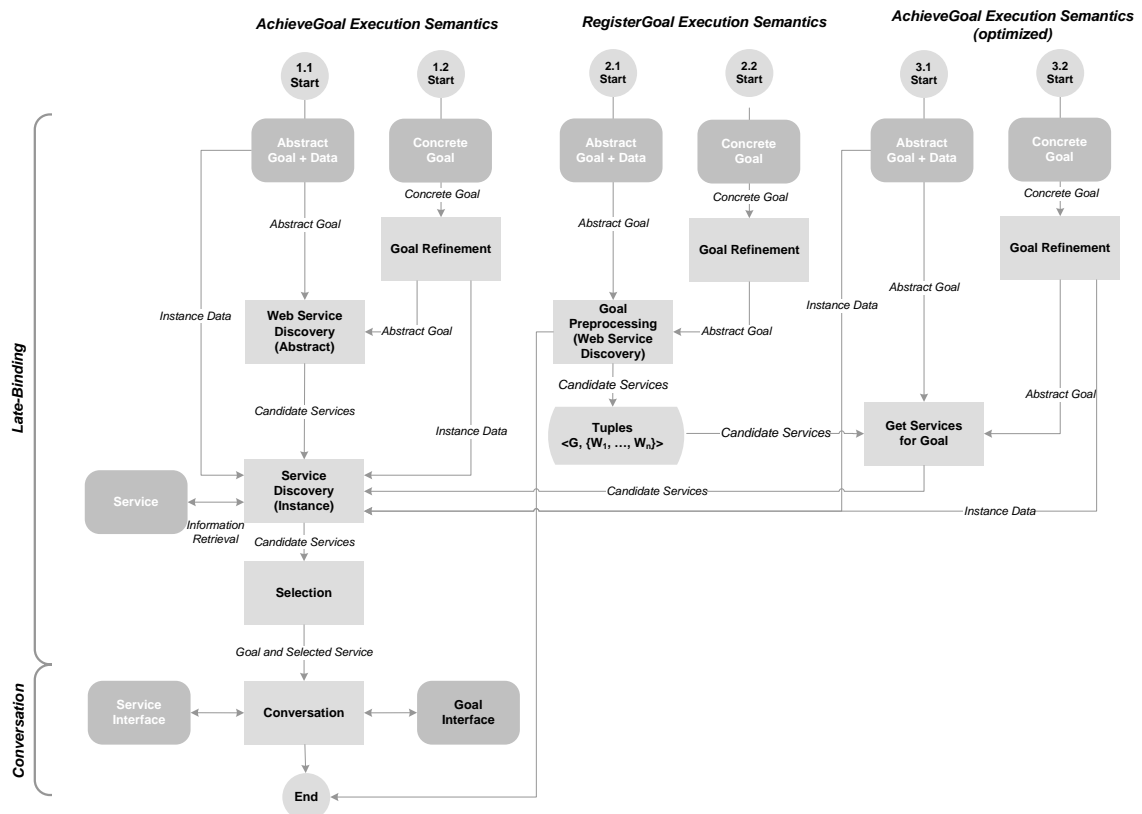 AchieveGoal Execution Semantics
RegisterGoal Execution Semantics
AchieveGoal Execution Semantics
(optimized)
1.1
Start
1.2
Start
2.1
Start
2.2
Start
3.1
Start
3.2
Start
Abstract
Goal + Data
Concrete
Goal
Abstract
Goal + Data
Concrete
Goal
Abstract
Goal + Data
Concrete
Goal
Concrete Goal
Concrete Goal
Concrete Goal
Abstract Goal
Abstract Goal
Goal Refinement
Goal Refinement
Goal Refinement
Abstract Goal
Instance Data
Web Service
Discovery
(Abstract)
Abstract Goal
Goal
Preprocessing
(Web Service
Discovery)
Abstract Goal
Late-Binding
Candidate Services
Candidate Services
Abstract Goal
Instance Data
Tuples
<G, {W1, …, Wn}>
Candidate Services
Get Services
for Goal
Service
Service
Discovery
(Instance)
Candidate Services
Instance Data
Information
Retrieval
Candidate Services
Selection
Goal and Selected Service
Conversation
Service
Interface
Conversation
Goal
Interface
End